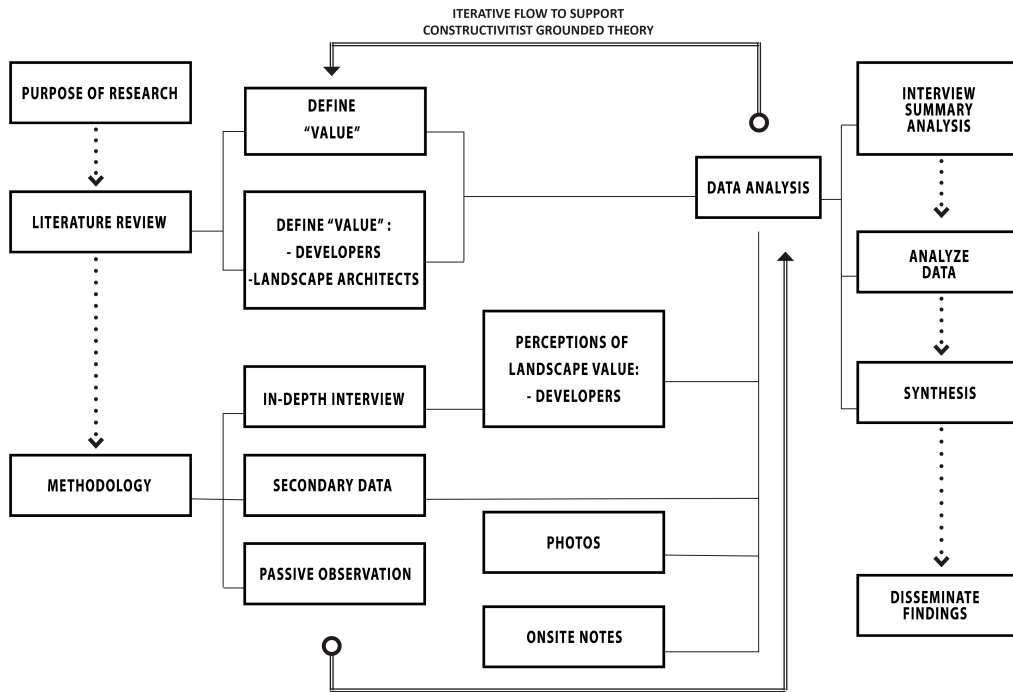 ITERATIVE FLOW TO SUPPORT
CONSTRUCTIVITIST GROUNDED THEORY
PURPOSE OF RESEARCH
LITERATURE REVIEW
METHODOLOGY
DEFINE
“VALUE”
DEFINE “VALUE” :
- DEVELOPERS
-LANDSCAPE ARCHITECTS
IN-DEPTH INTERVIEW
SECONDARY DATA
PASSIVE OBSERVATION
PERCEPTIONS OF
LANDSCAPE VALUE:
- DEVELOPERS
PHOTOS
ONSITE NOTES
DATA ANALYSIS
INTERVIEW
SUMMARY
ANALYSIS
ANALYZE
DATA
SYNTHESIS
DISSEMINATE
FINDINGS